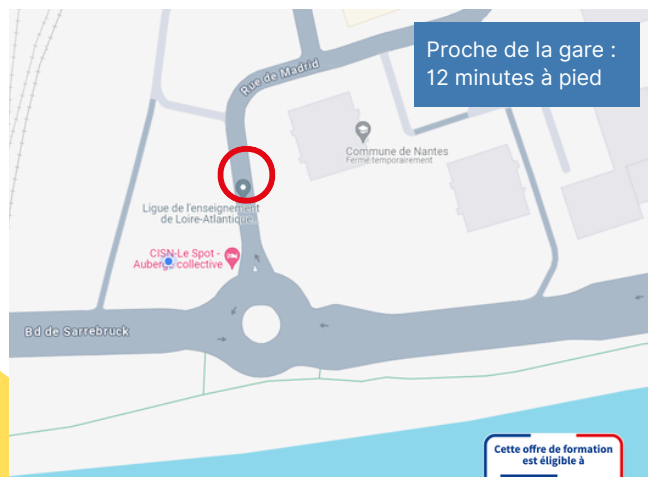 Proche de la gare :
12 minutes à pied
Rue de Madrid
Commune de Nantes
Fermé temporairement
Ligue de l'enseignement
de Loire-Atlantique...
CISN-Le Spot -
Auberge collective
Bd de Sarrebruck
Cette offre de formation
est éligible à